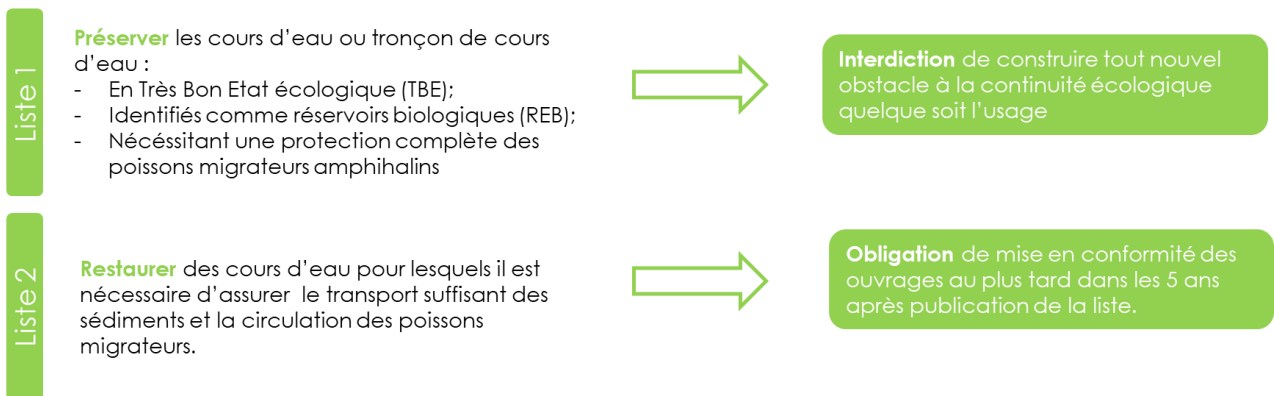 Liste 1
Préserver les cours d'eau ou tronçon de cours
d'eau :
- En Très Bon Etat écologique (TBE);
- Identifiés comme réservoirs biologiques (REB);
- Nécéssitant une protection complète des
poissons migrateurs amphihalins
Interdiction de construire tout nouvel
obstacle à la continuité écologique
quelque soit l'usage
Liste 2
Restaurer des cours d'eau pour lesquels il est
nécessaire d'assurer le transport suffisant des
sédiments et la circulation des poissons
migrateurs.
Obligation de mise en conformité des
ouvrages au plus tard dans les 5 ans
après publication de la liste.